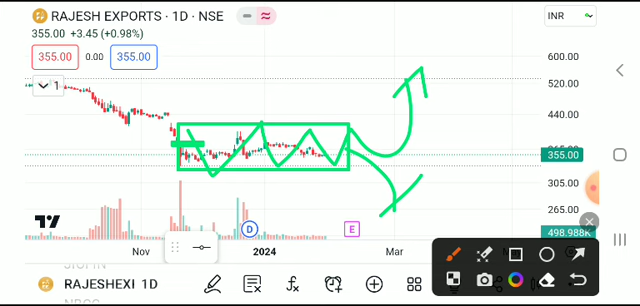 RAJESH EXPORTS · 1D · NSE
INR
355.00 +3.45 (+0.98%)
355.00 0.00 355.00
1
600.00
520.00
440.00
355.00
305.00
265.00
498.988K
D
E
Nov 2024 Mar
RAJESHEXI 1D